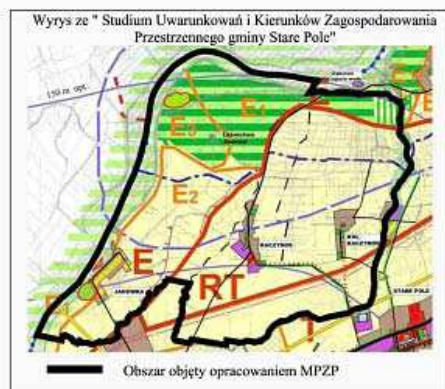 Wyrys ze " Studium Uwarunkowań i Kierunków Zagospodarowania
Przestrzennego gminy Stare Pole"
150 m. npt.
E3
E1
E2
KACZYNOS
KOL. KACZYNOS
E
RT
JANÓWKA
STARE POLE
Obszar objęty opracowaniem MPZP